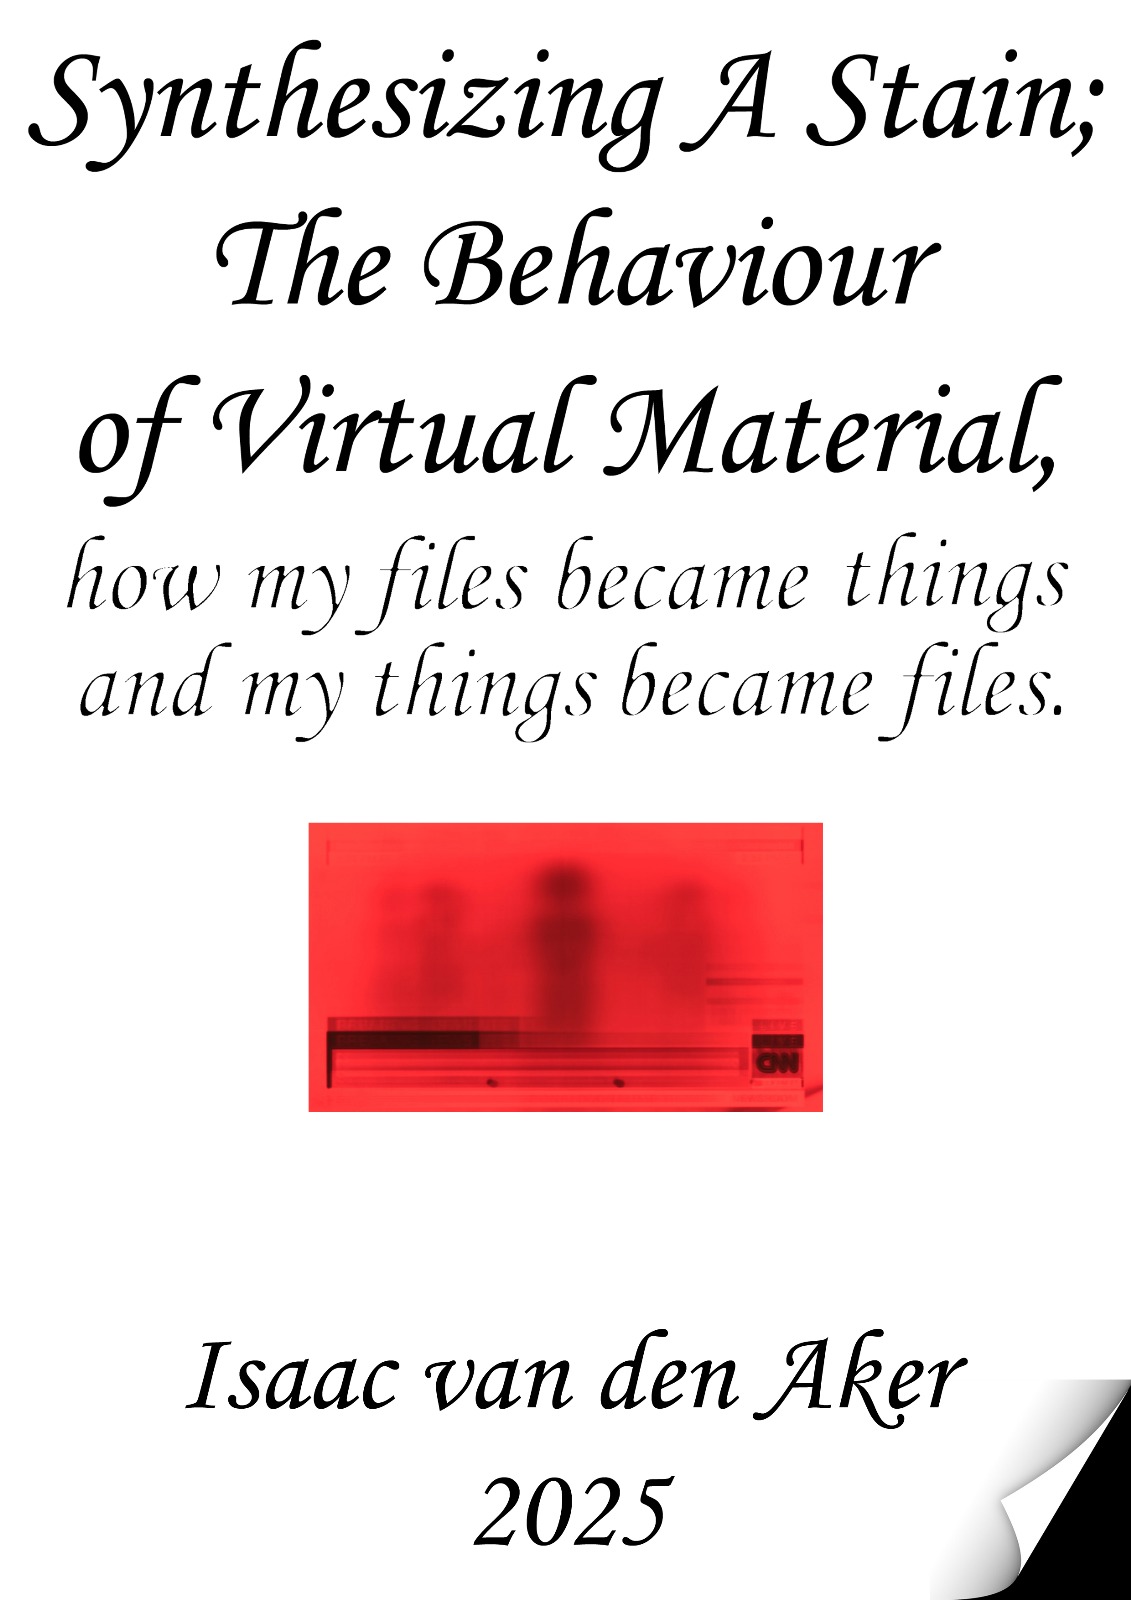 Synthesizing A Stain;
The Behaviour
of Virtual Material,
how my files became things
and my things became files.
CNN
Isaac van den Aker
2025